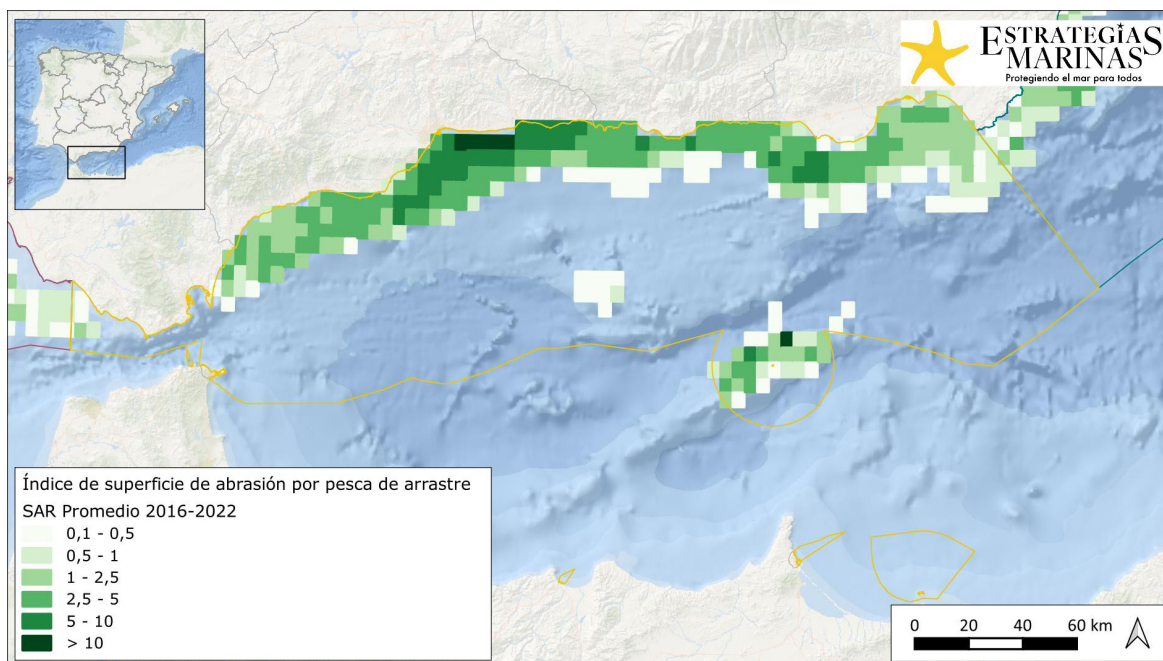 ESTRATEGIAS
MARINAS
Protegiendo el mar para todos
Índice de superficie de abrasión por pesca de arrastre
SAR Promedio 2016-2022
0,1 - 0,5
0,5 - 1
1 - 2,5
2,5 - 5
5 - 10
> 10
0 20 40 60 km